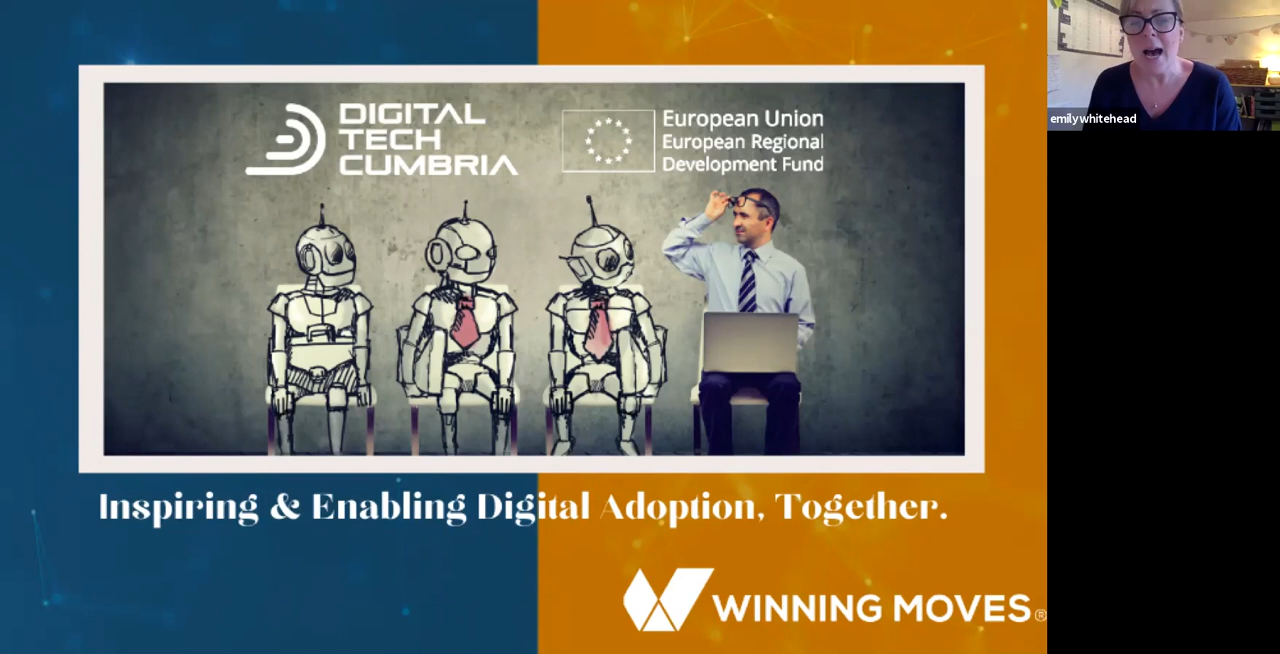 DIGITAL
TECH
CUMBRIA
European Union
European Regional
Development Fund
emily whitehead
Inspiring & Enabling Digital Adoption, Together.
WINNING MOVES®